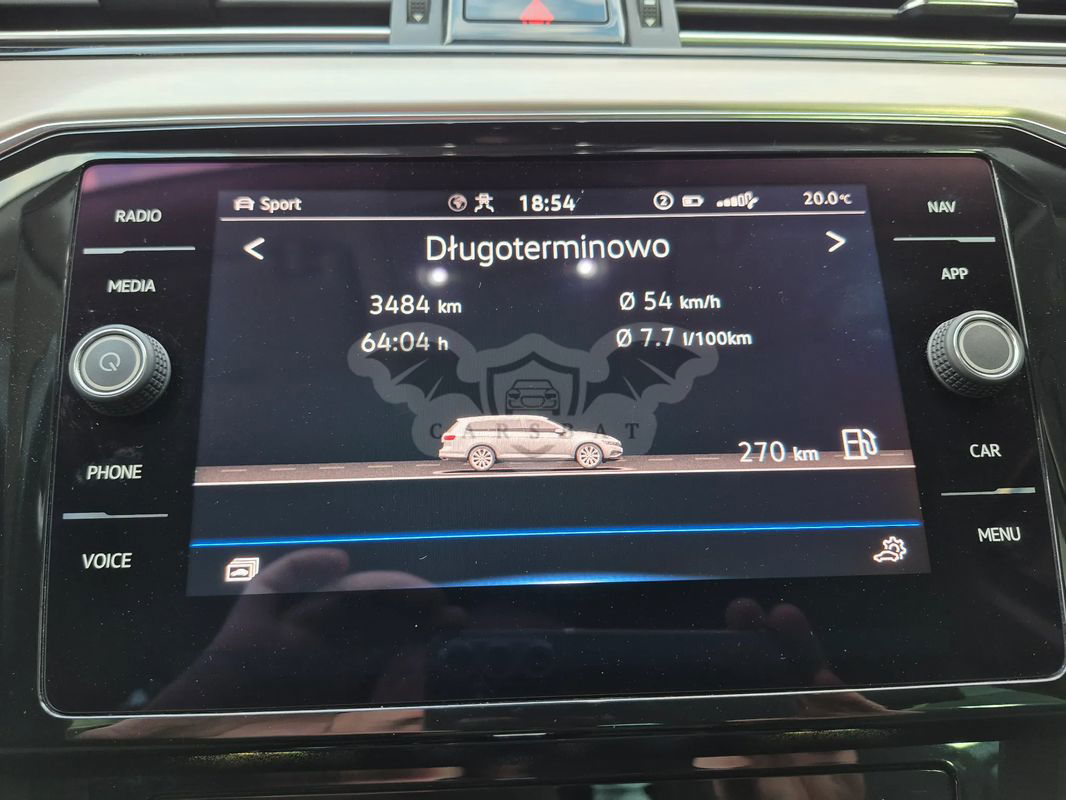 RADIO
MEDIA
PHONE
VOICE
Sport 18:54 2 20.0°C
Długoterminowo
3484 km Ø 54 km/h
64:04 h Ø 7.7 l/100km
CARSBAT
270 km
NAV
APP
CAR
MENU